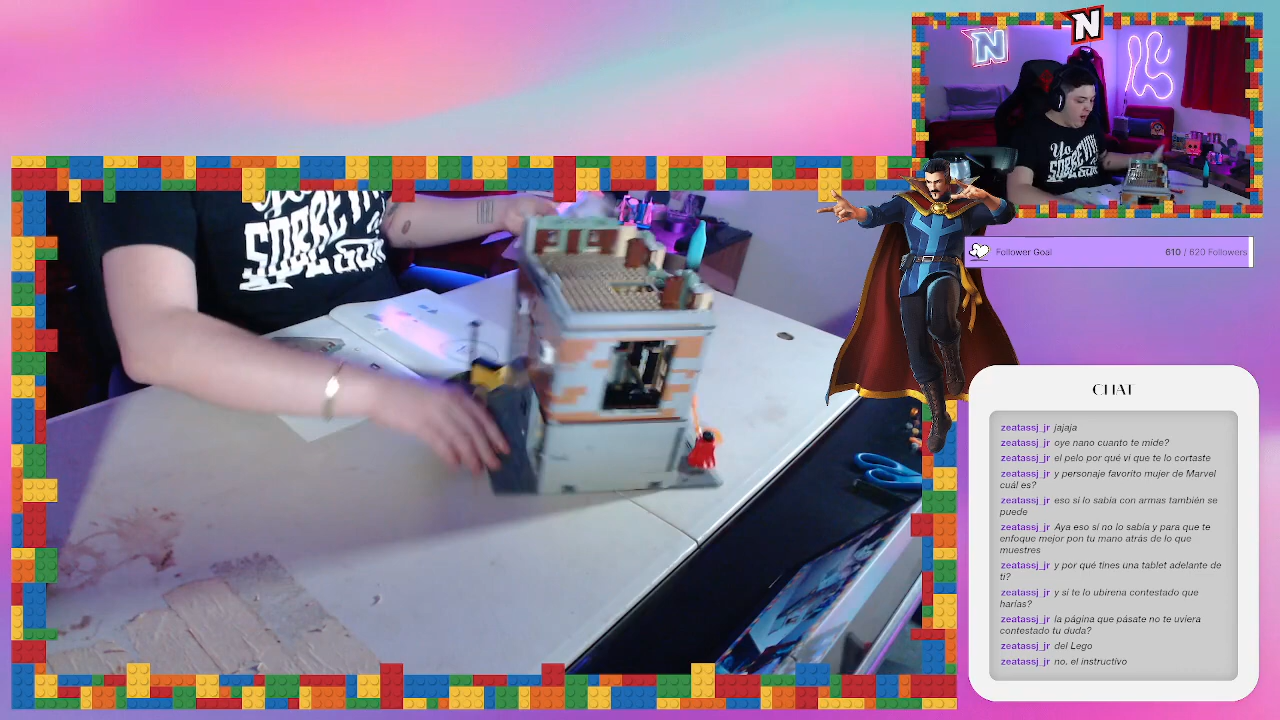 N
N
Yo
SOBREVIVÍ
Follower Goal
610 / 620 Followers
CHAT
zeatassj_jr jajaja
zeatassj_jr oye nano cuanto te mide?
zeatassj_jr el pelo por qué vi que te lo cortaste
zeatassj_jr y personaje favorito mujer de Marvel
cuál es?
zeatassj_jr eso si lo sabía con armas también se
puede
zeatassj_jr Aya eso si no lo sabía y para que te
enfoque mejor pon tu mano atrás de lo que
muestres
zeatassj_jr y por qué tines una tablet adelante de
ti?
zeatassj_jr y si te lo ubirena contestado que
harías?
zeatassj_jr la página que pásate no te uviera
contestado tu duda?
zeatassj_jr del Lego
zeatassj_jr no, el instructivo